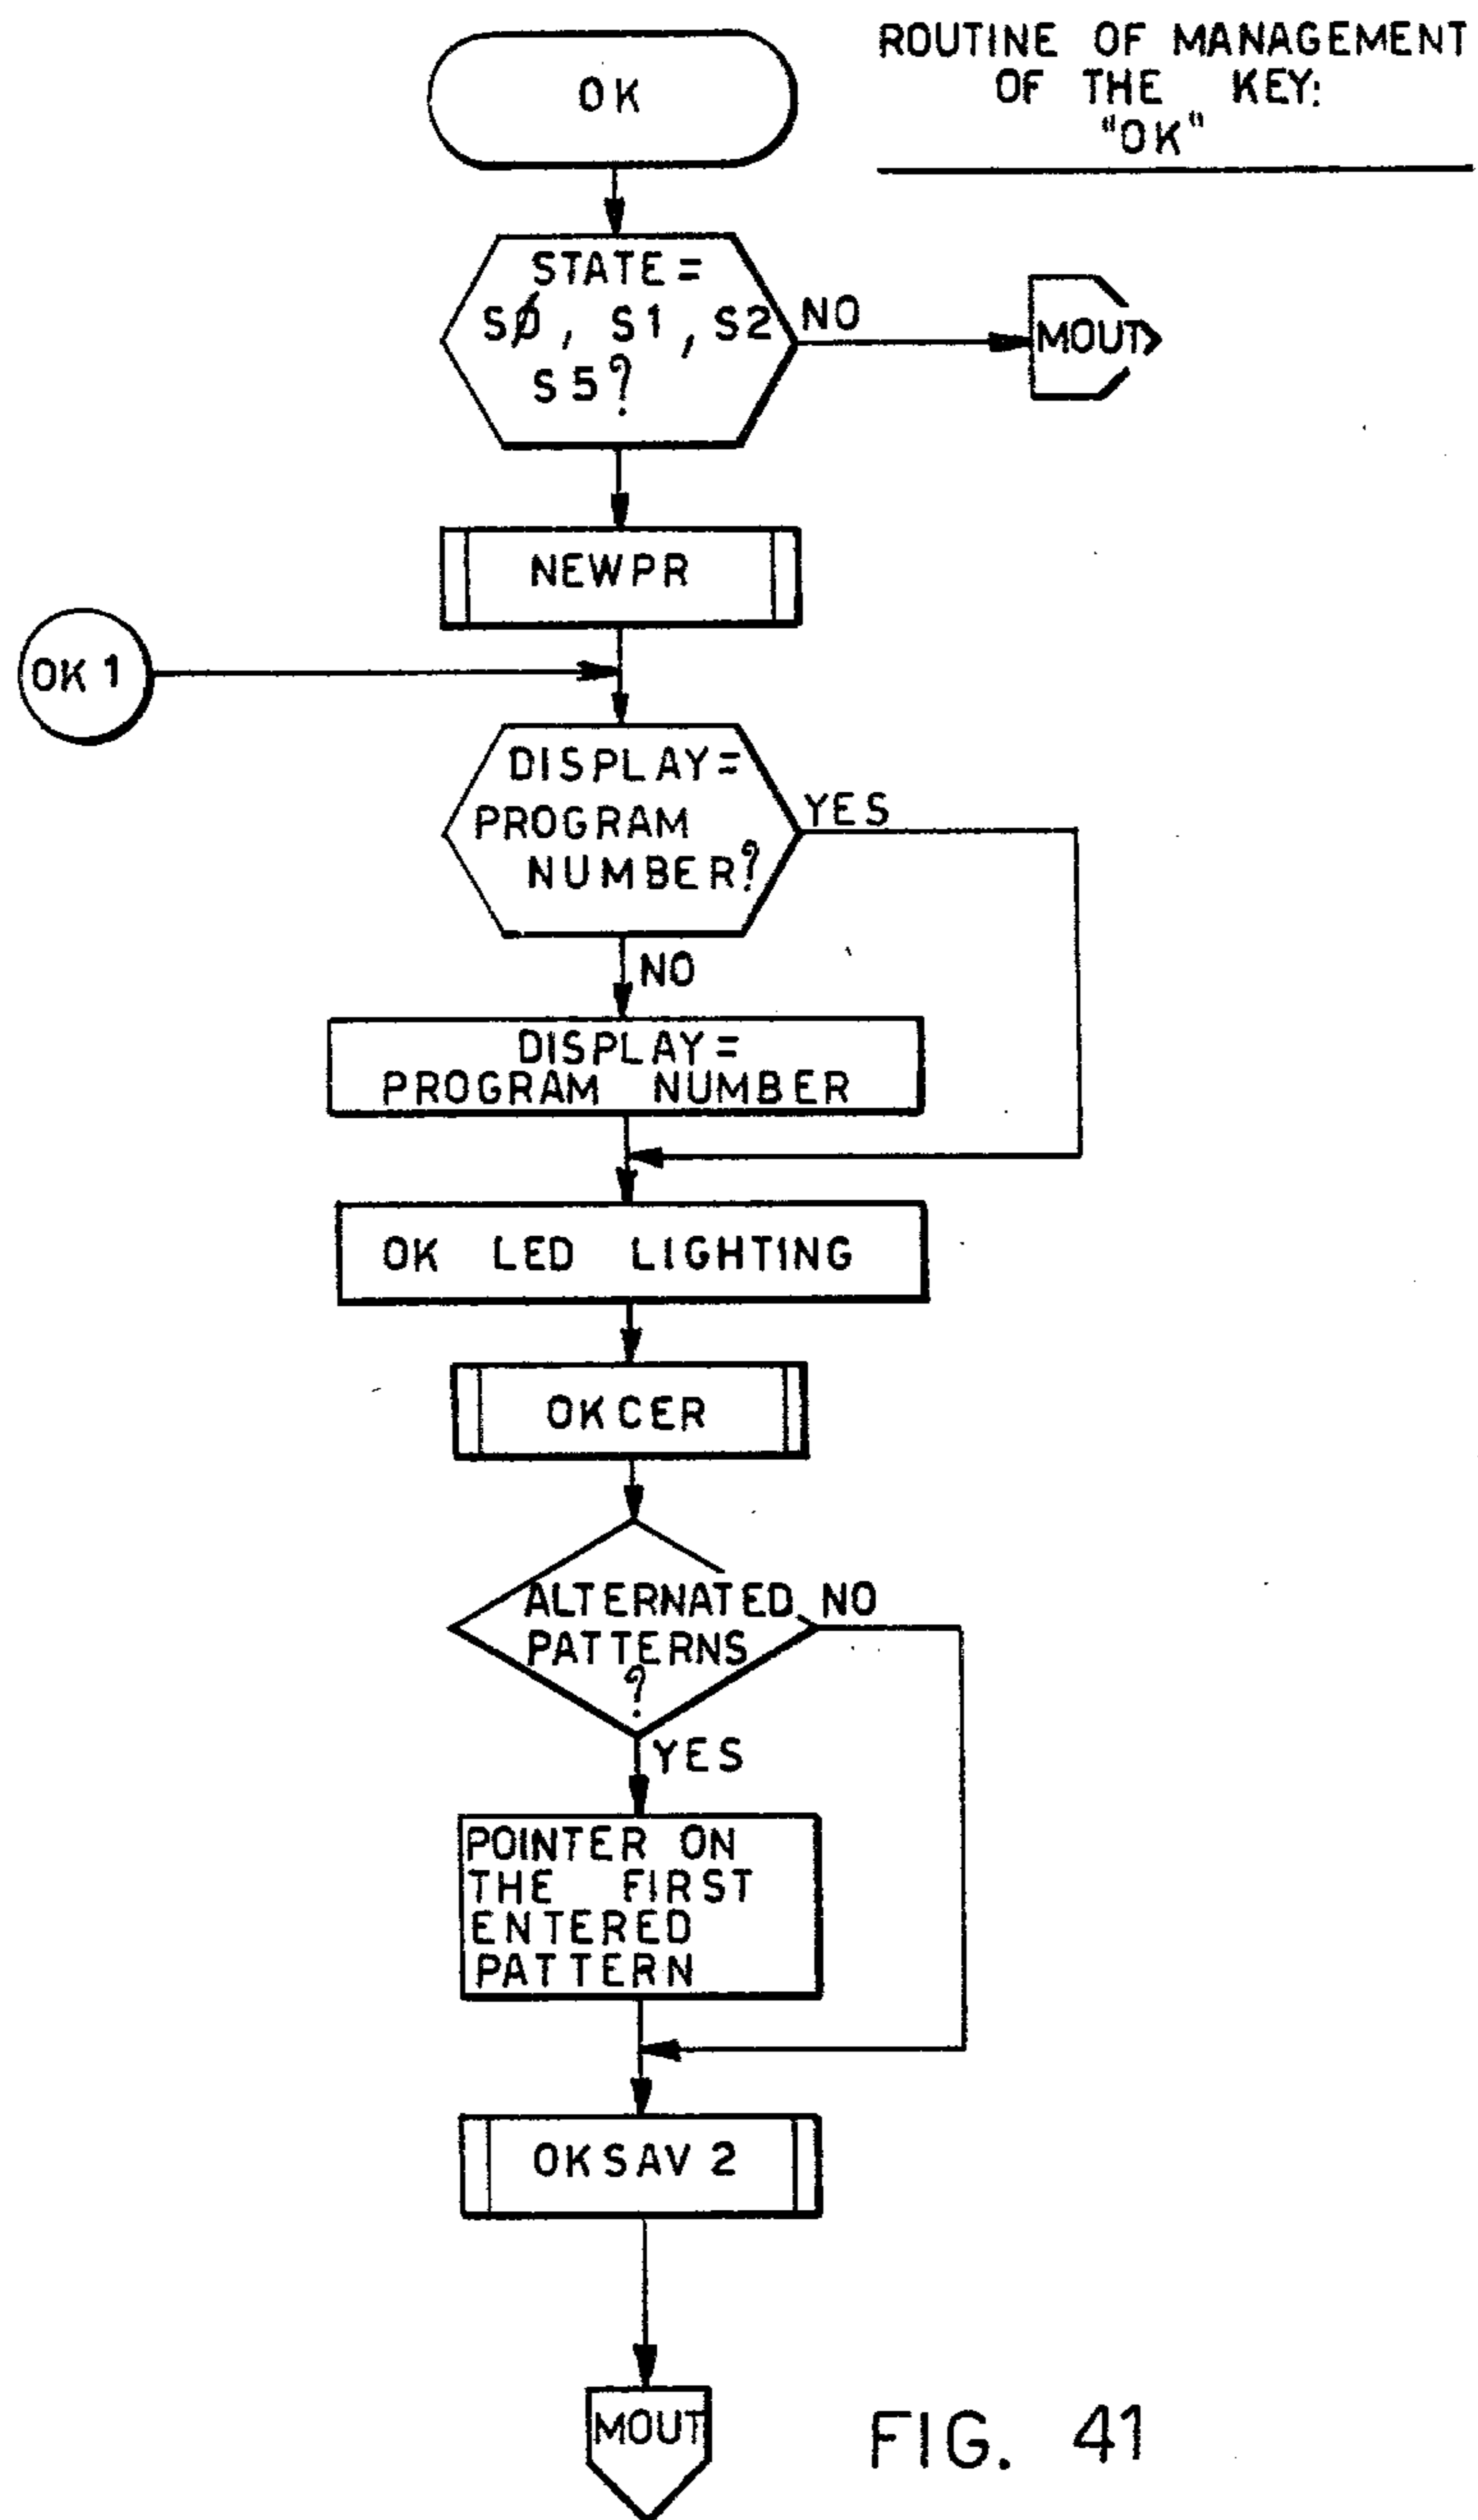 OK
ROUTINE OF MANAGEMENT
OF THE KEY:
"OK"
STATE =
SØ, S1, S2
S5?
NO
MOUT
NEWPR
OK 1
DISPLAY=
PROGRAM
NUMBER?
YES
NO
DISPLAY=
PROGRAM NUMBER
OK LED LIGHTING
OKCER
ALTERNATED
PATTERNS
?
NO
YES
POINTER ON
THE FIRST
ENTERED
PATTERN
OKSAV 2
MOUT
FIG. 41